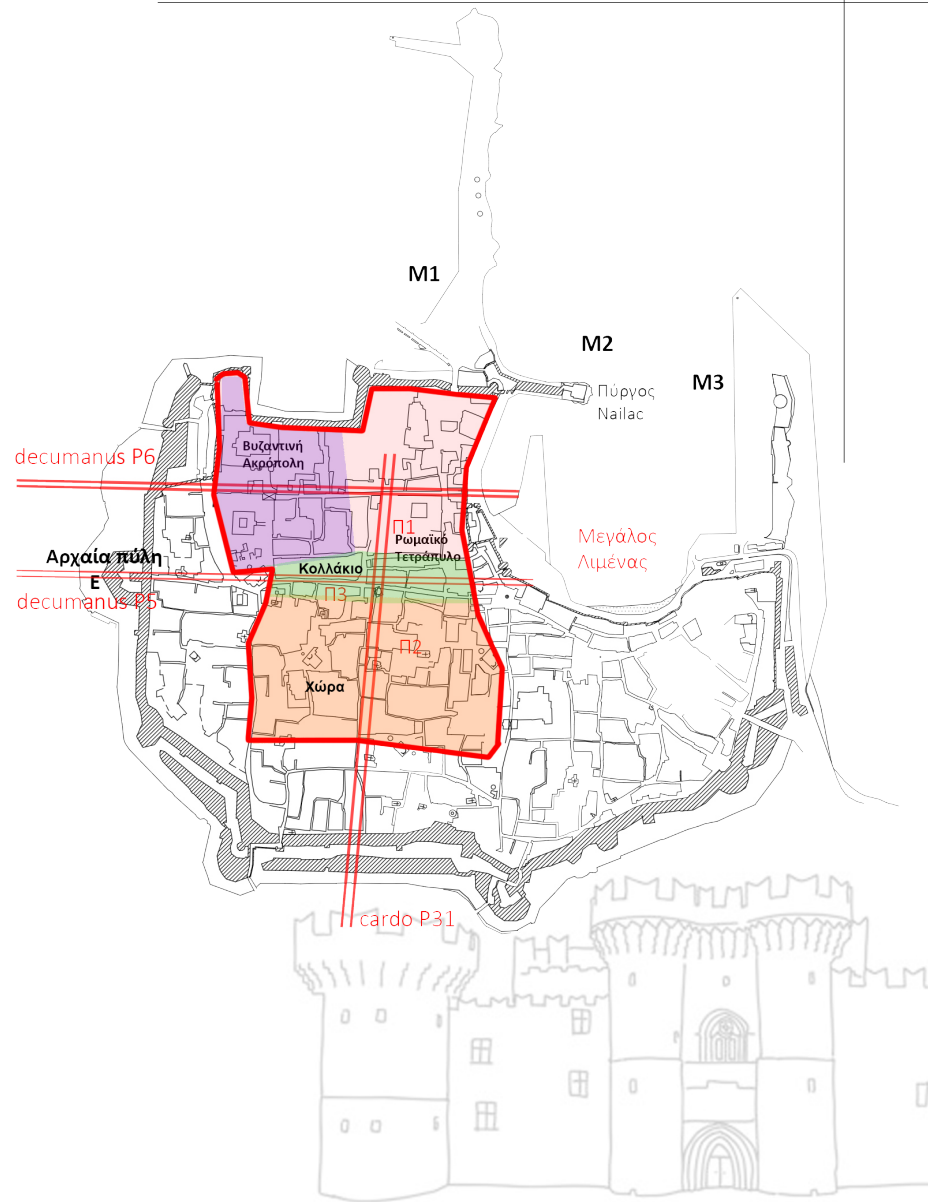 M1
M2
M3
Πύργος
Nailac
Βυζαντινή
Ακρόπολη
decumanus P6
Π1
Ρωμαϊκό
Τετράπυλο
Μεγάλος
Λιμένας
Αρχαία πύλη
Ε
Κολλάκιο
decumanus P5
Π3
Π2
Χώρα
cardo P31